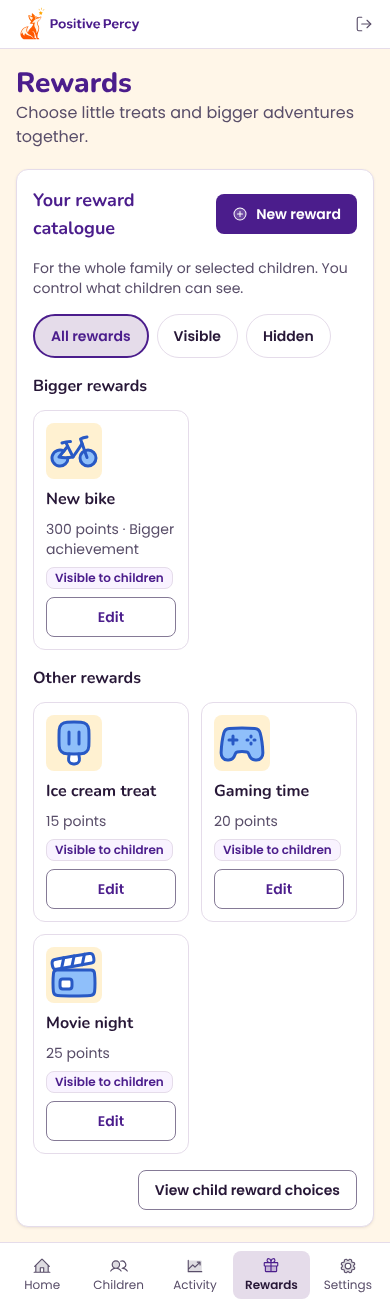 Positive Percy
Rewards
Choose little treats and bigger adventures
together.
Your reward
catalogue
New reward
For the whole family or selected children. You
control what children can see.
All rewards
Visible
Hidden
Bigger rewards
New bike
300 points · Bigger
achievement
Visible to children
Edit
Other rewards
Ice cream treat
15 points
Visible to children
Edit
Gaming time
20 points
Visible to children
Edit
Movie night
25 points
Visible to children
Edit
View child reward choices
Home
Children
Activity
Rewards
Settings